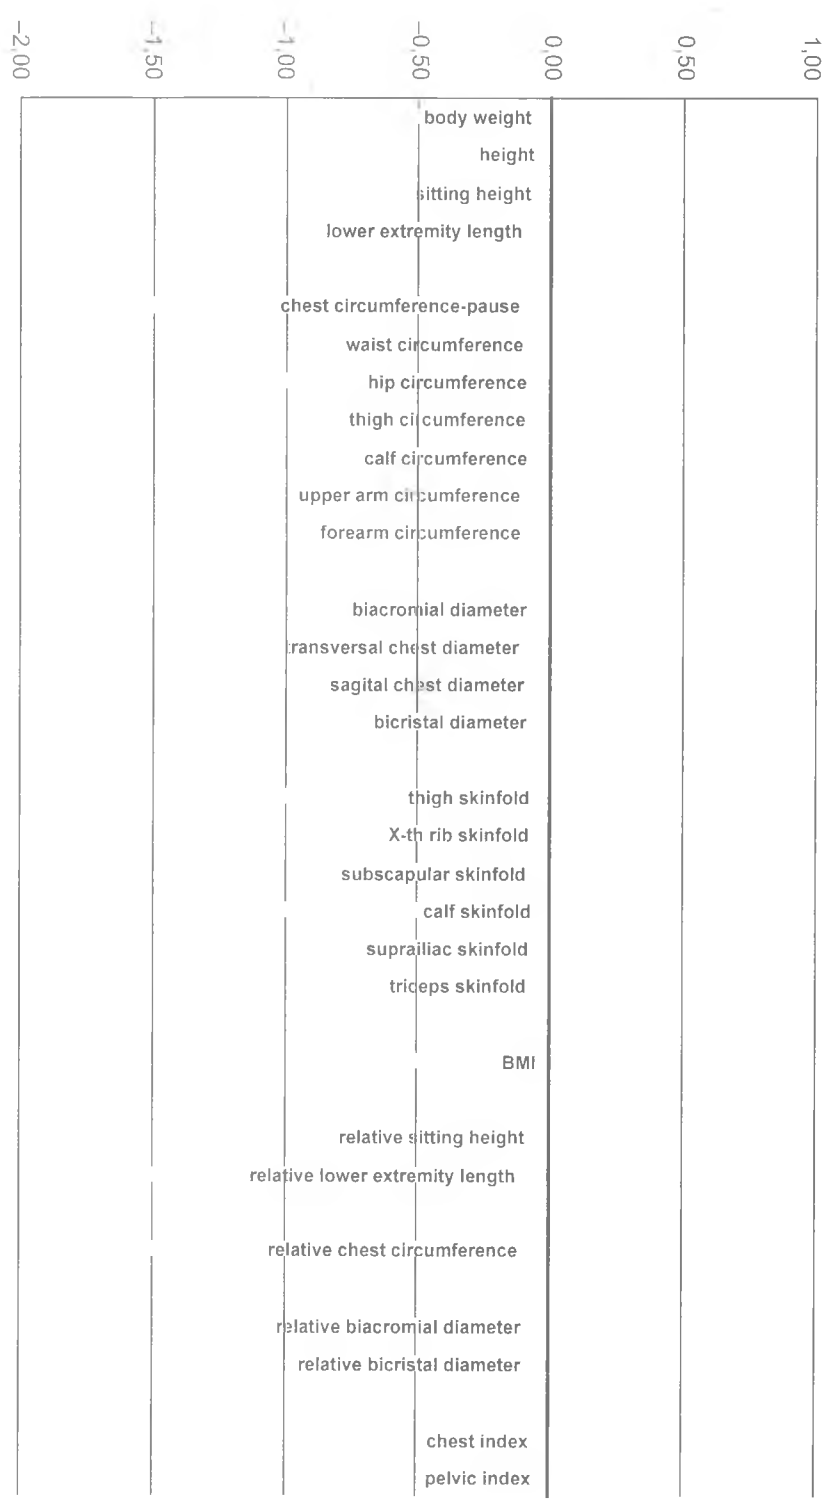 -2,00
-1,50
-1,00
-0,50
0,00
0,50
1,00
body weight
height
sitting height
lower extremity length
chest circumference-pause
waist circumference
hip circumference
thigh circumference
calf circumference
upper arm circumference
forearm circumference
biacromial diameter
transversal chest diameter
sagital chest diameter
bicristal diameter
thigh skinfold
X-th rib skinfold
subscapular skinfold
calf skinfold
suprailiac skinfold
triceps skinfold
BMI
relative sitting height
relative lower extremity length
relative chest circumference
relative biacromial diameter
relative bicristal diameter
chest index
pelvic index